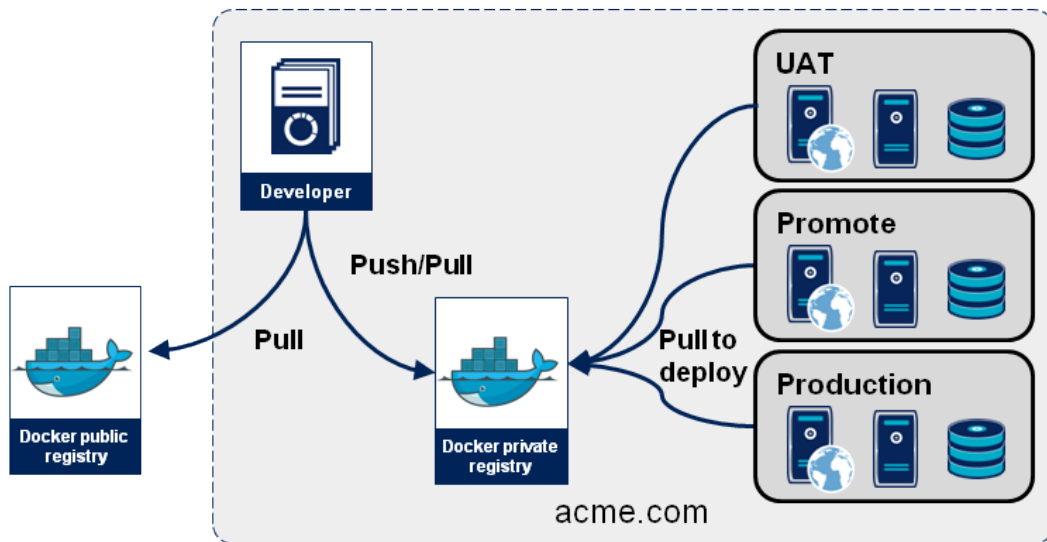 UAT
Developer
Promote
Push/Pull
Pull
Pull to
deploy
Production
Docker public
registry
Docker private
registry
acme.com